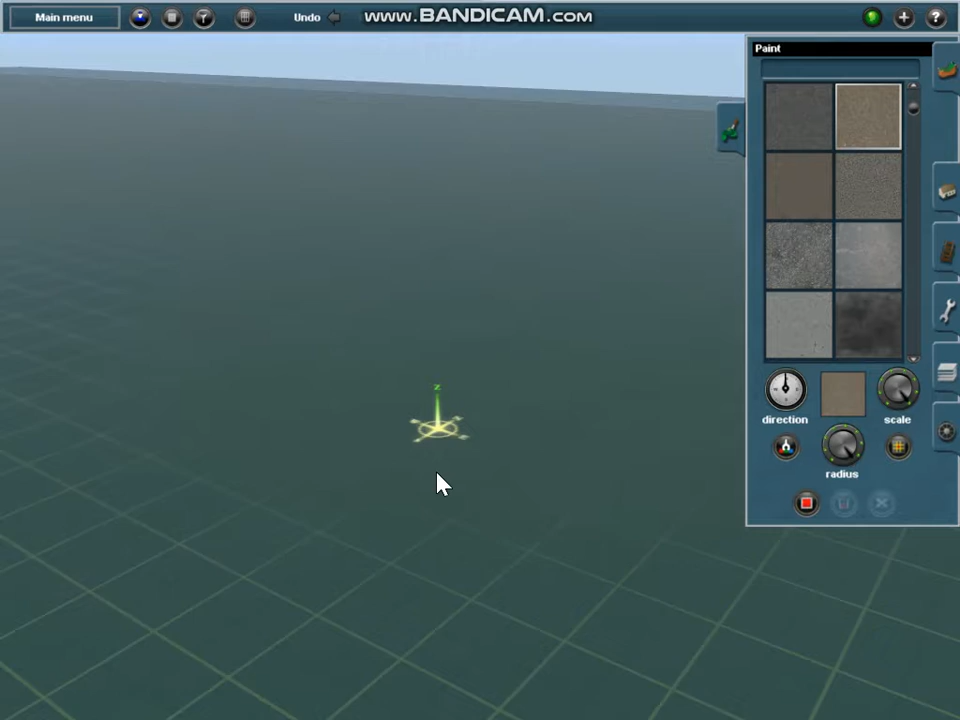 Main menu
Undo
WWW.BANDICAM.COM
?
Paint
z
direction
scale
radius